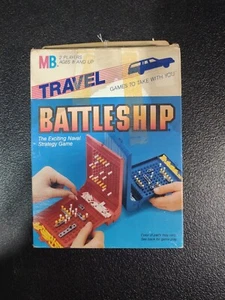 MB
2 PLAYERS
AGES 8 AND UP
TRAVEL
GAMES TO TAKE WITH YOU
BATTLESHIP
The Exciting Naval
Strategy Game